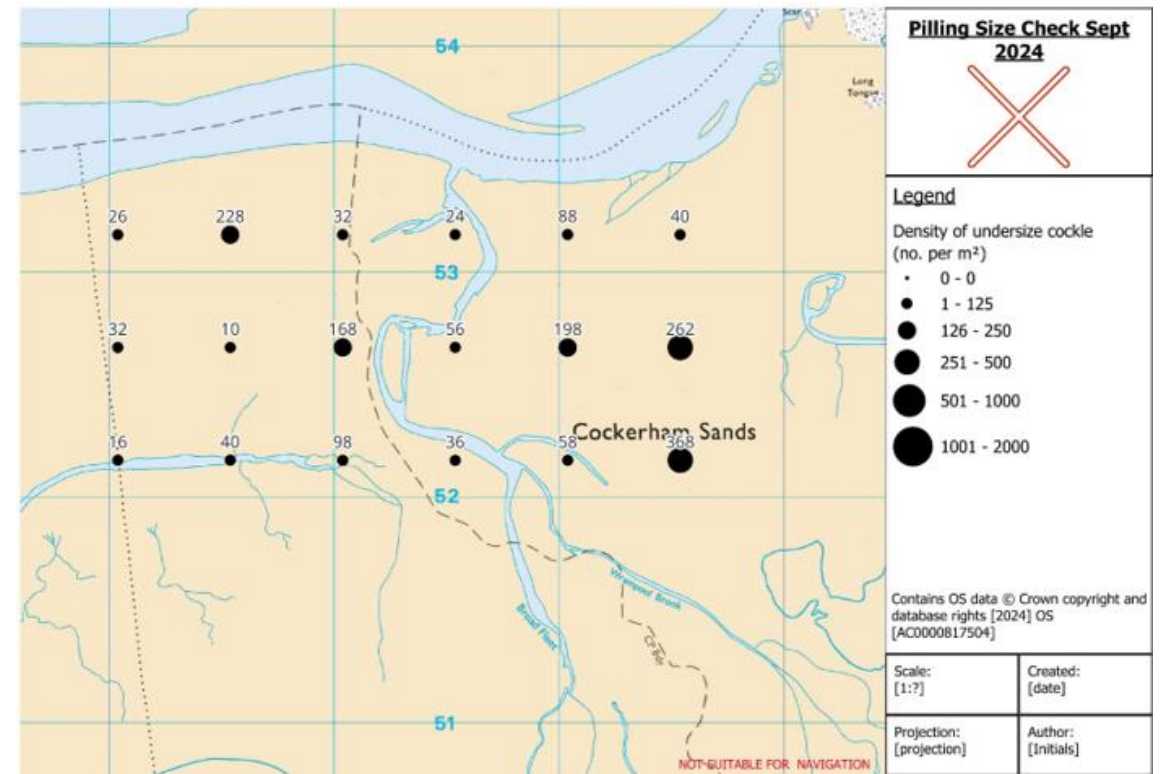 54
Scar
Long
Tongue
26 228 32 24 88 40
53
32 10 168 56 198 262
Cockerham Sands
16 40 98 36 58 368
52
Wrampool Brook
Broad Fleet
CP Bdy
51
NOT SUITABLE FOR NAVIGATION
Pilling Size Check Sept
2024
Legend
Density of undersize cockle
(no. per m²)
0 - 0
1 - 125
126 - 250
251 - 500
501 - 1000
1001 - 2000
Contains OS data © Crown copyright and
database rights [2024] OS
[AC0000817504]
Scale:
[1:?]
Created:
[date]
Projection:
[projection]
Author:
[Initials]